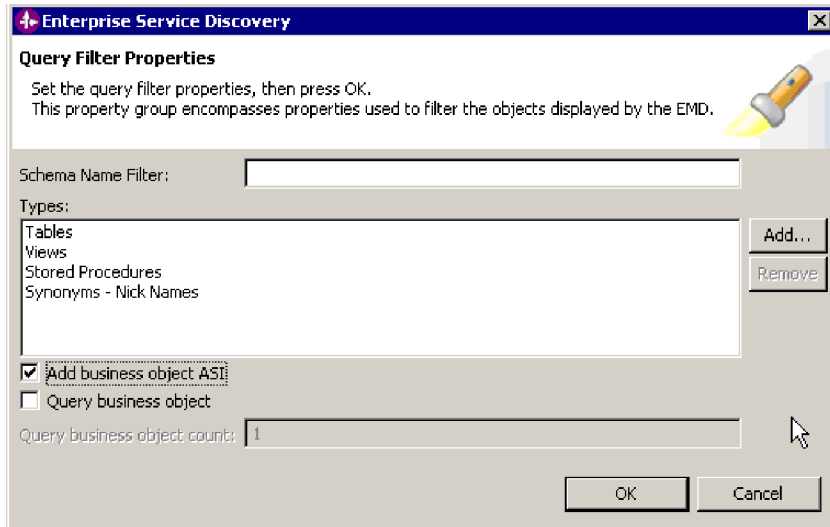 Enterprise Service Discovery
Query Filter Properties
Set the query filter properties, then press OK.
This property group encompasses properties used to filter the objects displayed by the EMD.
Schema Name Filter:
Types:
Tables
Views
Stored Procedures
Synonyms - Nick Names
Add...
Remove
Add business object ASI
Query business object
Query business object count: 1
OK Cancel